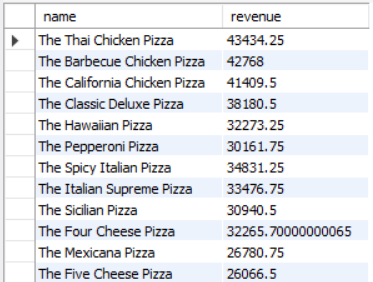 name revenue
The Thai Chicken Pizza 43434.25
The Barbecue Chicken Pizza 42768
The California Chicken Pizza 41409.5
The Classic Deluxe Pizza 38180.5
The Hawaiian Pizza 32273.25
The Pepperoni Pizza 30161.75
The Spicy Italian Pizza 34831.25
The Italian Supreme Pizza 33476.75
The Sicilian Pizza 30940.5
The Four Cheese Pizza 32265.70000000065
The Mexicana Pizza 26780.75
The Five Cheese Pizza 26066.5